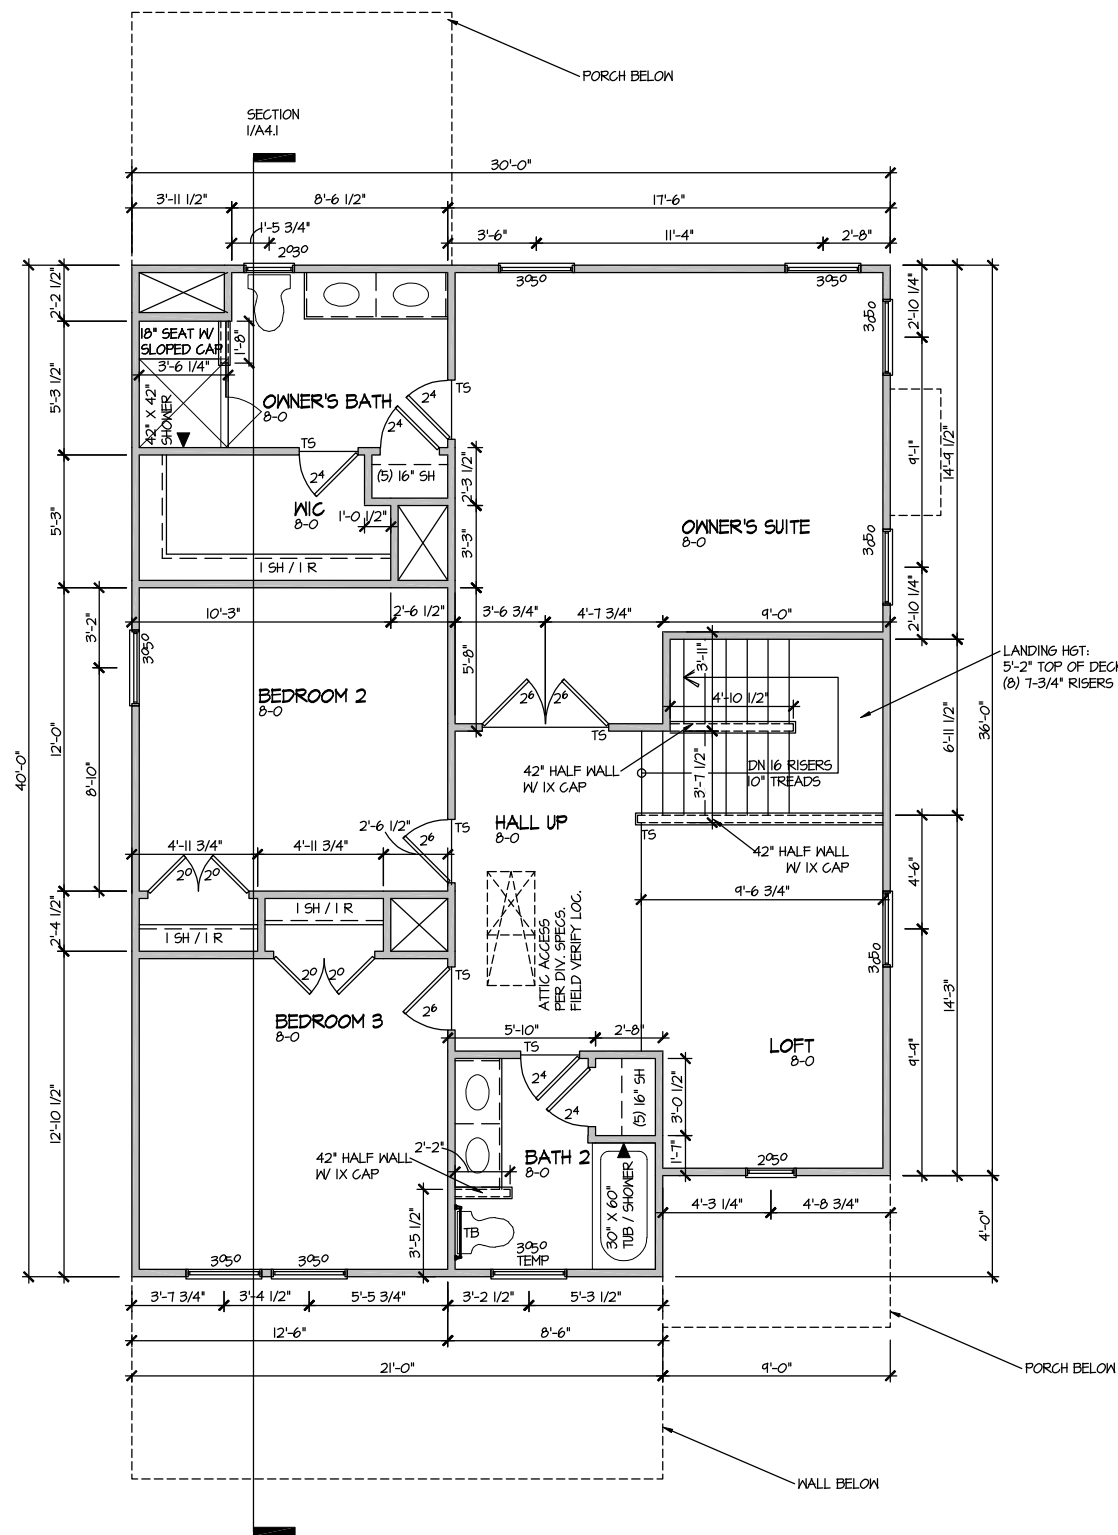 PORCH BELOW
SECTION
1/A4.1
30'-0"
3'-11 1/2"
8'-6 1/2"
17'-6"
1'-5 3/4"
3'-6"
11'-4"
2'-8"
2030
3050
3050
2'-2 1/2"
18" SEAT W/
SLOPED CAP
1'-8"
3'-6 1/4"
5'-3 1/2"
42" X 42"
SHOWER
OWNER'S BATH
8-0
24
TS
24
TS
3050
2'-10 1/4"
9'-1"
14'-9 1/2"
(5) 16" SH
2'-3 1/2"
24
WIC
8-0
1'-0 1/2"
5'-3"
3'-3"
1 SH / 1 R
OWNER'S SUITE
8-0
3050
2'-10 1/4"
10'-3"
2'-6 1/2"
3'-6 3/4"
4'-7 3/4"
9'-0"
3'-2"
3050
5'-8"
3'-11"
LANDING HGT:
5'-2" TOP OF DECK
(8) 7-3/4" RISERS
BEDROOM 2
8-0
26
26
TS
4'-10 1/2"
6'-11 1/2"
36'-0"
40'-0"
12'-0"
8'-10"
42" HALF WALL
W/ 1X CAP
3'-7 1/2"
DN 16 RISERS
10" TREADS
HALL UP
8-0
2'-6 1/2"
TS
26
TS
42" HALF WALL
W/ 1X CAP
4'-11 3/4"
4'-11 3/4"
20
20
9'-6 3/4"
4'-6"
2'-4 1/2"
1 SH / 1 R
1 SH / 1 R
ATTIC ACCESS
PER DIV. SPECS.
FIELD VERIFY LOC.
3050
20
20
TS
26
BEDROOM 3
8-0
14'-3"
5'-10"
2'-8"
TS
LOFT
8-0
9'-9"
24
24
(5) 16" SH
3'-0 1/2"
12'-10 1/2"
2'-2"
42" HALF WALL
W/ 1X CAP
BATH 2
8-0
1'-7"
2050
30" X 60"
TUB / SHOWER
3'-5 1/2"
TB
4'-3 1/4"
4'-8 3/4"
4'-0"
3050
3050
3050
TEMP
3'-7 3/4"
3'-4 1/2"
5'-5 3/4"
3'-2 1/2"
5'-3 1/2"
12'-6"
8'-6"
21'-0"
9'-0"
PORCH BELOW
WALL BELOW